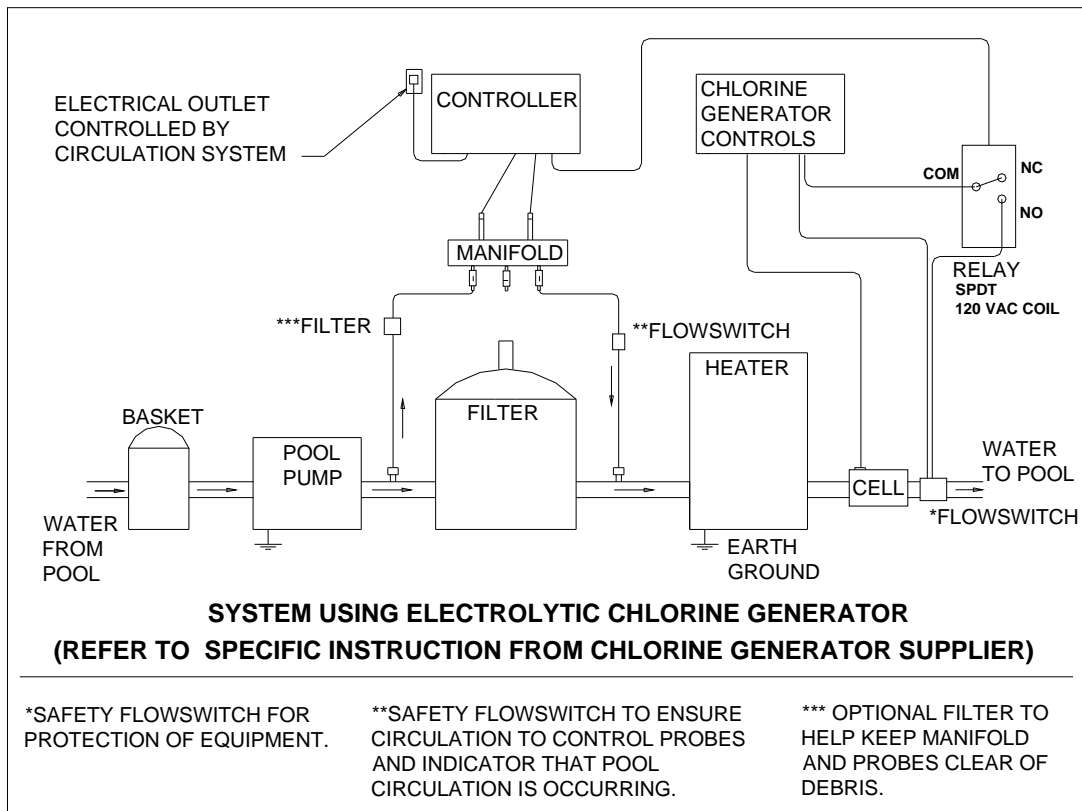 ELECTRICAL OUTLET
CONTROLLED BY
CIRCULATION SYSTEM
CONTROLLER
CHLORINE
GENERATOR
CONTROLS
COM
NC
NO
RELAY
SPDT
120 VAC COIL
MANIFOLD
***FILTER
**FLOWSWITCH
HEATER
FILTER
BASKET
POOL
PUMP
WATER
TO POOL
CELL
*FLOWSWITCH
WATER
FROM
POOL
EARTH
GROUND
SYSTEM USING ELECTROLYTIC CHLORINE GENERATOR
(REFER TO SPECIFIC INSTRUCTION FROM CHLORINE GENERATOR SUPPLIER)
*SAFETY FLOWSWITCH FOR
PROTECTION OF EQUIPMENT.
**SAFETY FLOWSWITCH TO ENSURE
CIRCULATION TO CONTROL PROBES
AND INDICATOR THAT POOL
CIRCULATION IS OCCURRING.
*** OPTIONAL FILTER TO
HELP KEEP MANIFOLD
AND PROBES CLEAR OF
DEBRIS.